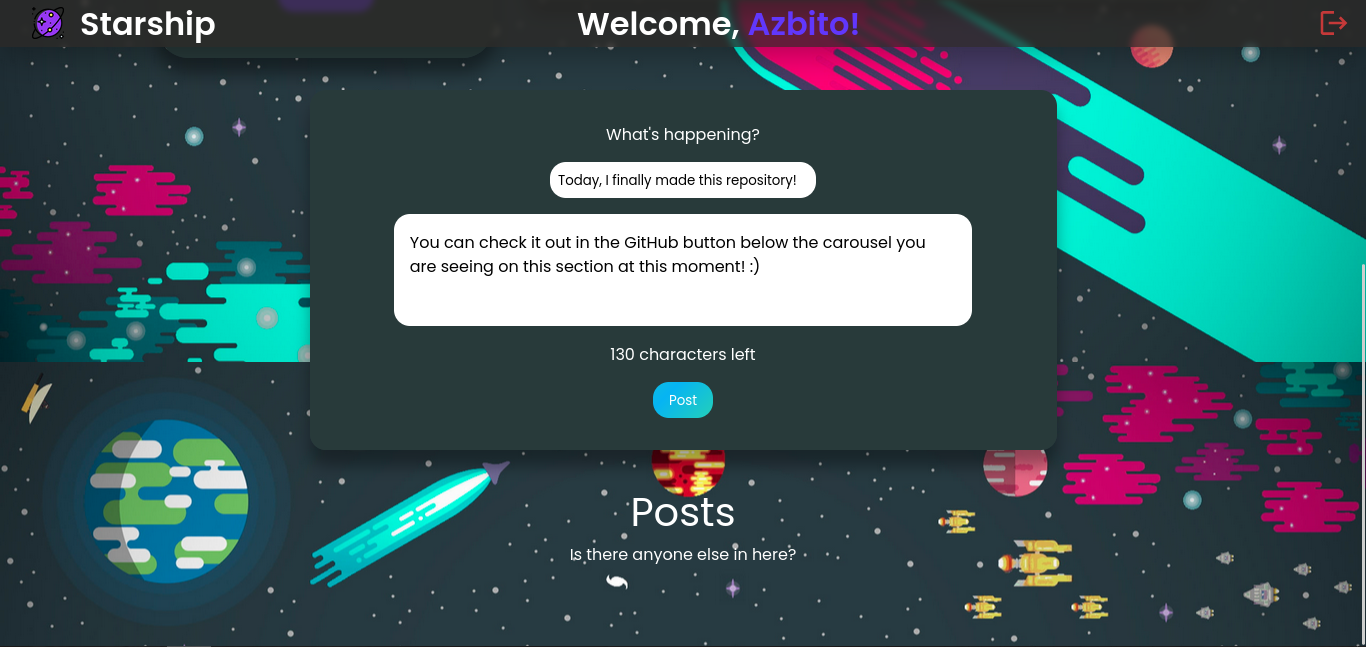 Starship
Welcome, Azbito!
What's happening?
Today, I finally made this repository!
You can check it out in the GitHub button below the carousel you
are seeing on this section at this moment! :)
130 characters left
Post
Posts
Is there anyone else in here?